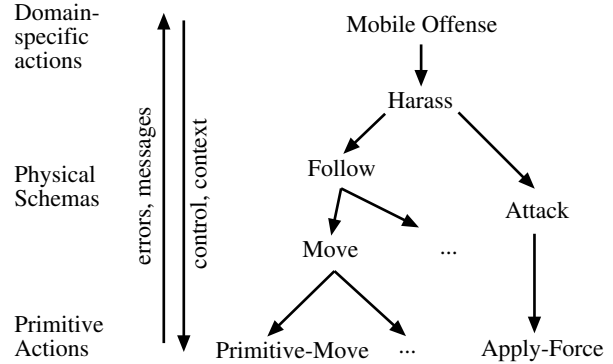 Domain-
specific
actions
Mobile Offense
Harass
errors, messages
control, context
Physical
Schemas
Follow
Attack
Move
...
Primitive
Actions
Primitive-Move
...
Apply-Force